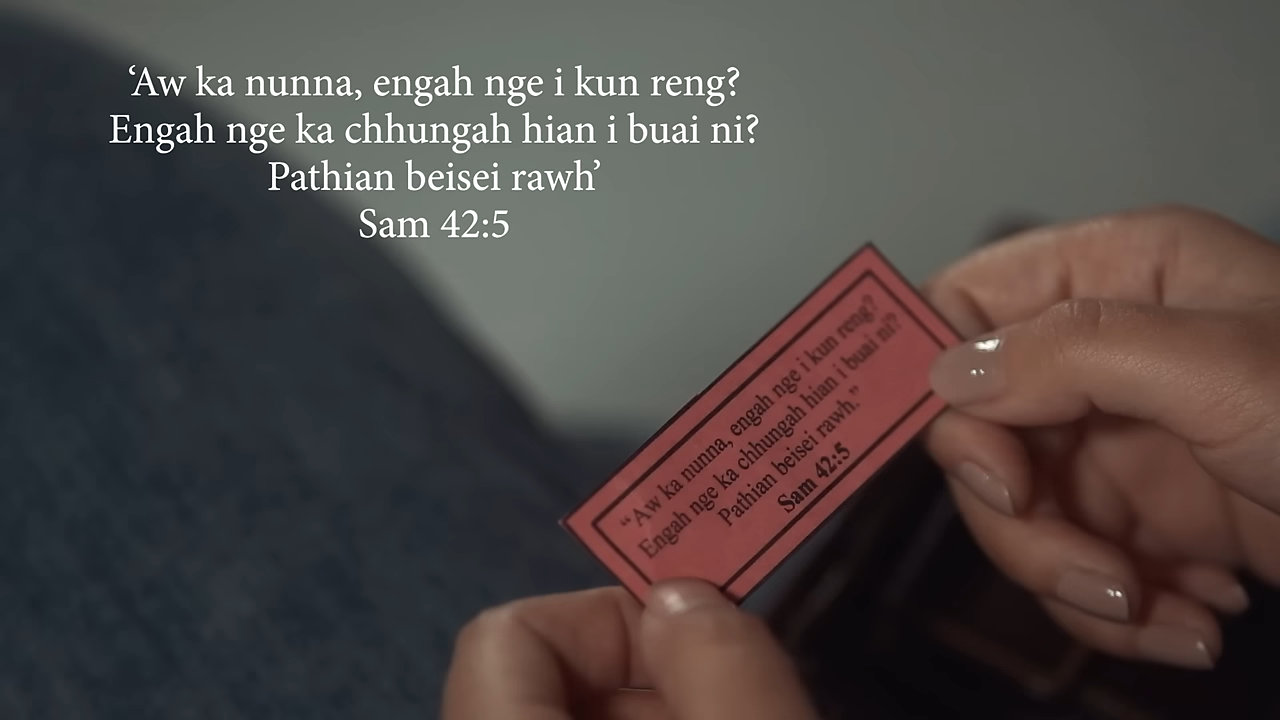 ‘Aw ka nunna, engah nge i kun reng?
Engah nge ka chhungah hian i buai ni?
Pathian beisei rawh’
Sam 42:5
“Aw ka nunna, engah nge i kun reng?
Engah nge ka chhungah hian i buai ni?
Pathian beisei rawh.”
Sam 42:5